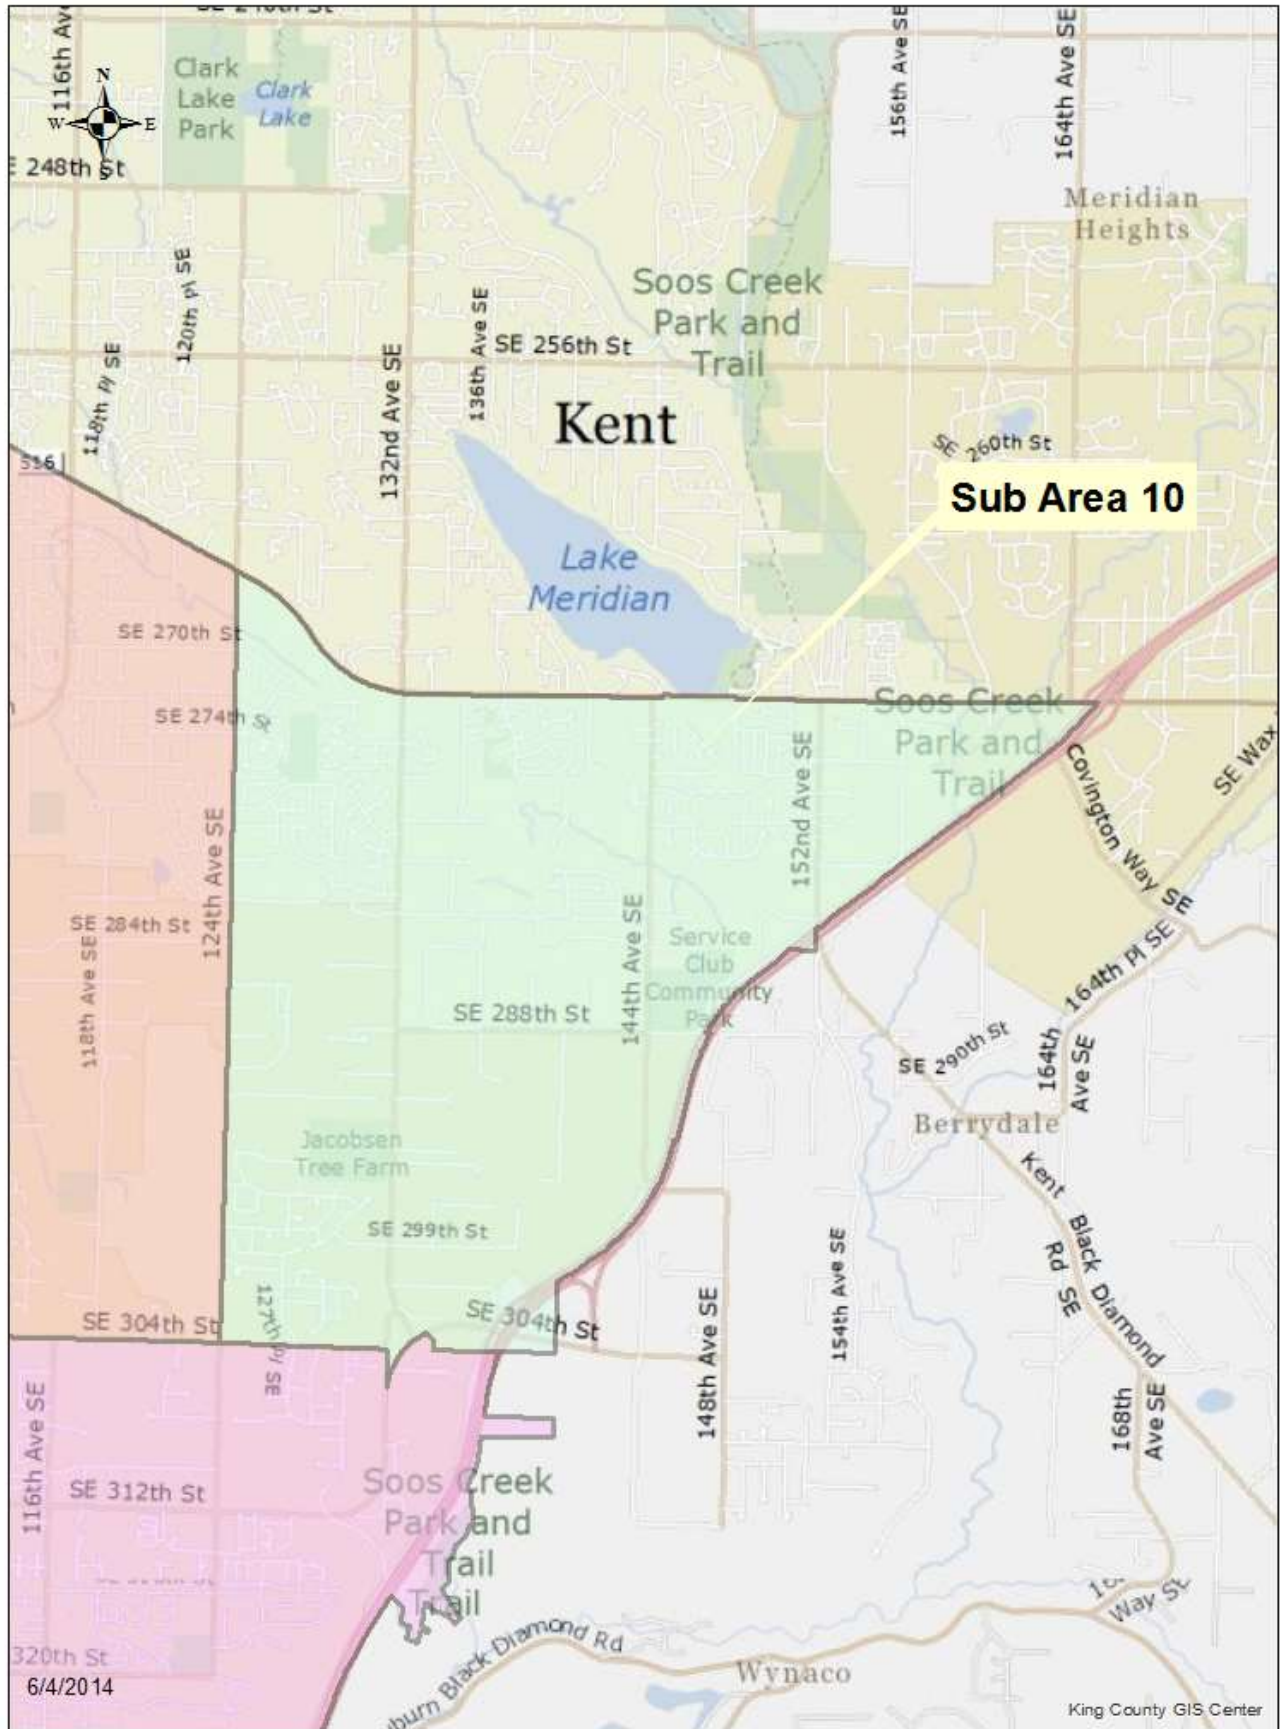 116th Ave
Clark
Lake
Park
Clark
Lake
N
W
E
S
248th St
156th Ave SE
164th Ave SE
Meridian
Heights
120th Pl SE
118th Pl SE
132nd Ave SE
136th Ave SE
SE 256th St
Soos Creek
Park and
Trail
Kent
SE 260th St
516
Sub Area 10
Lake
Meridian
SE 270th St
SE 274th St
Soos Creek
Park and
Trail
152nd Ave SE
Covington Way SE
SE Wax
124th Ave SE
SE 284th St
118th Ave SE
144th Ave SE
Service
Club
Community
Park
SE 288th St
164th Pl SE
164th
Ave SE
SE 290th St
Berrydale
Jacobsen
Tree Farm
Kent Black Diamond
Rd SE
SE 299th St
127th Pl SE
SE 304th St
SE 304th St
148th Ave SE
154th Ave SE
168th
Ave SE
116th Ave SE
SE 312th St
Soos Creek
Park and
Trail
Trail
Way SE
320th St
6/4/2014
Black Diamond Rd
Wynaco
King County GIS Center